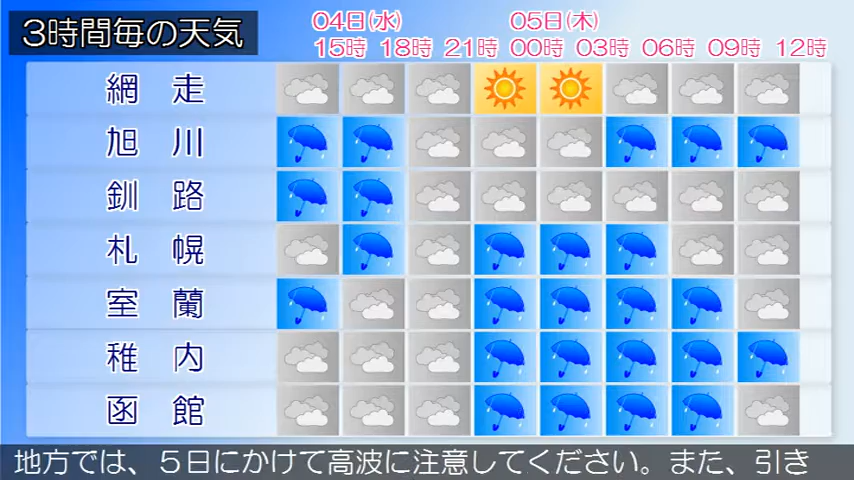 3時間毎の天気
04日(水) 05日(木)
15時 18時 21時 00時 03時 06時 09時 12時
網 走
旭 川
釧 路
札 幌
室 蘭
稚 内
函 館
地方では、５日にかけて高波に注意してください。また、引き